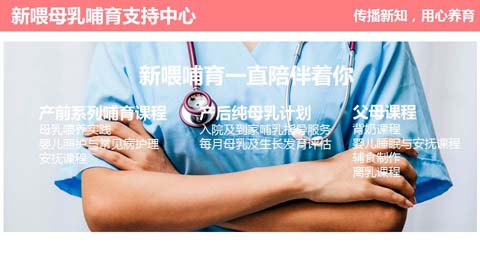 新喂母乳哺育支持中心
传播新知，用心养育
新喂哺育一直陪伴着你
产前系列哺育课程
母乳喂养实践
婴儿照护与常见病护理
安抚课程
产后纯母乳计划
入院及到家哺乳指导服务
每月母乳及生长发育评估
父母课程
背奶课程
婴儿睡眠与安抚课程
辅食制作
离乳课程